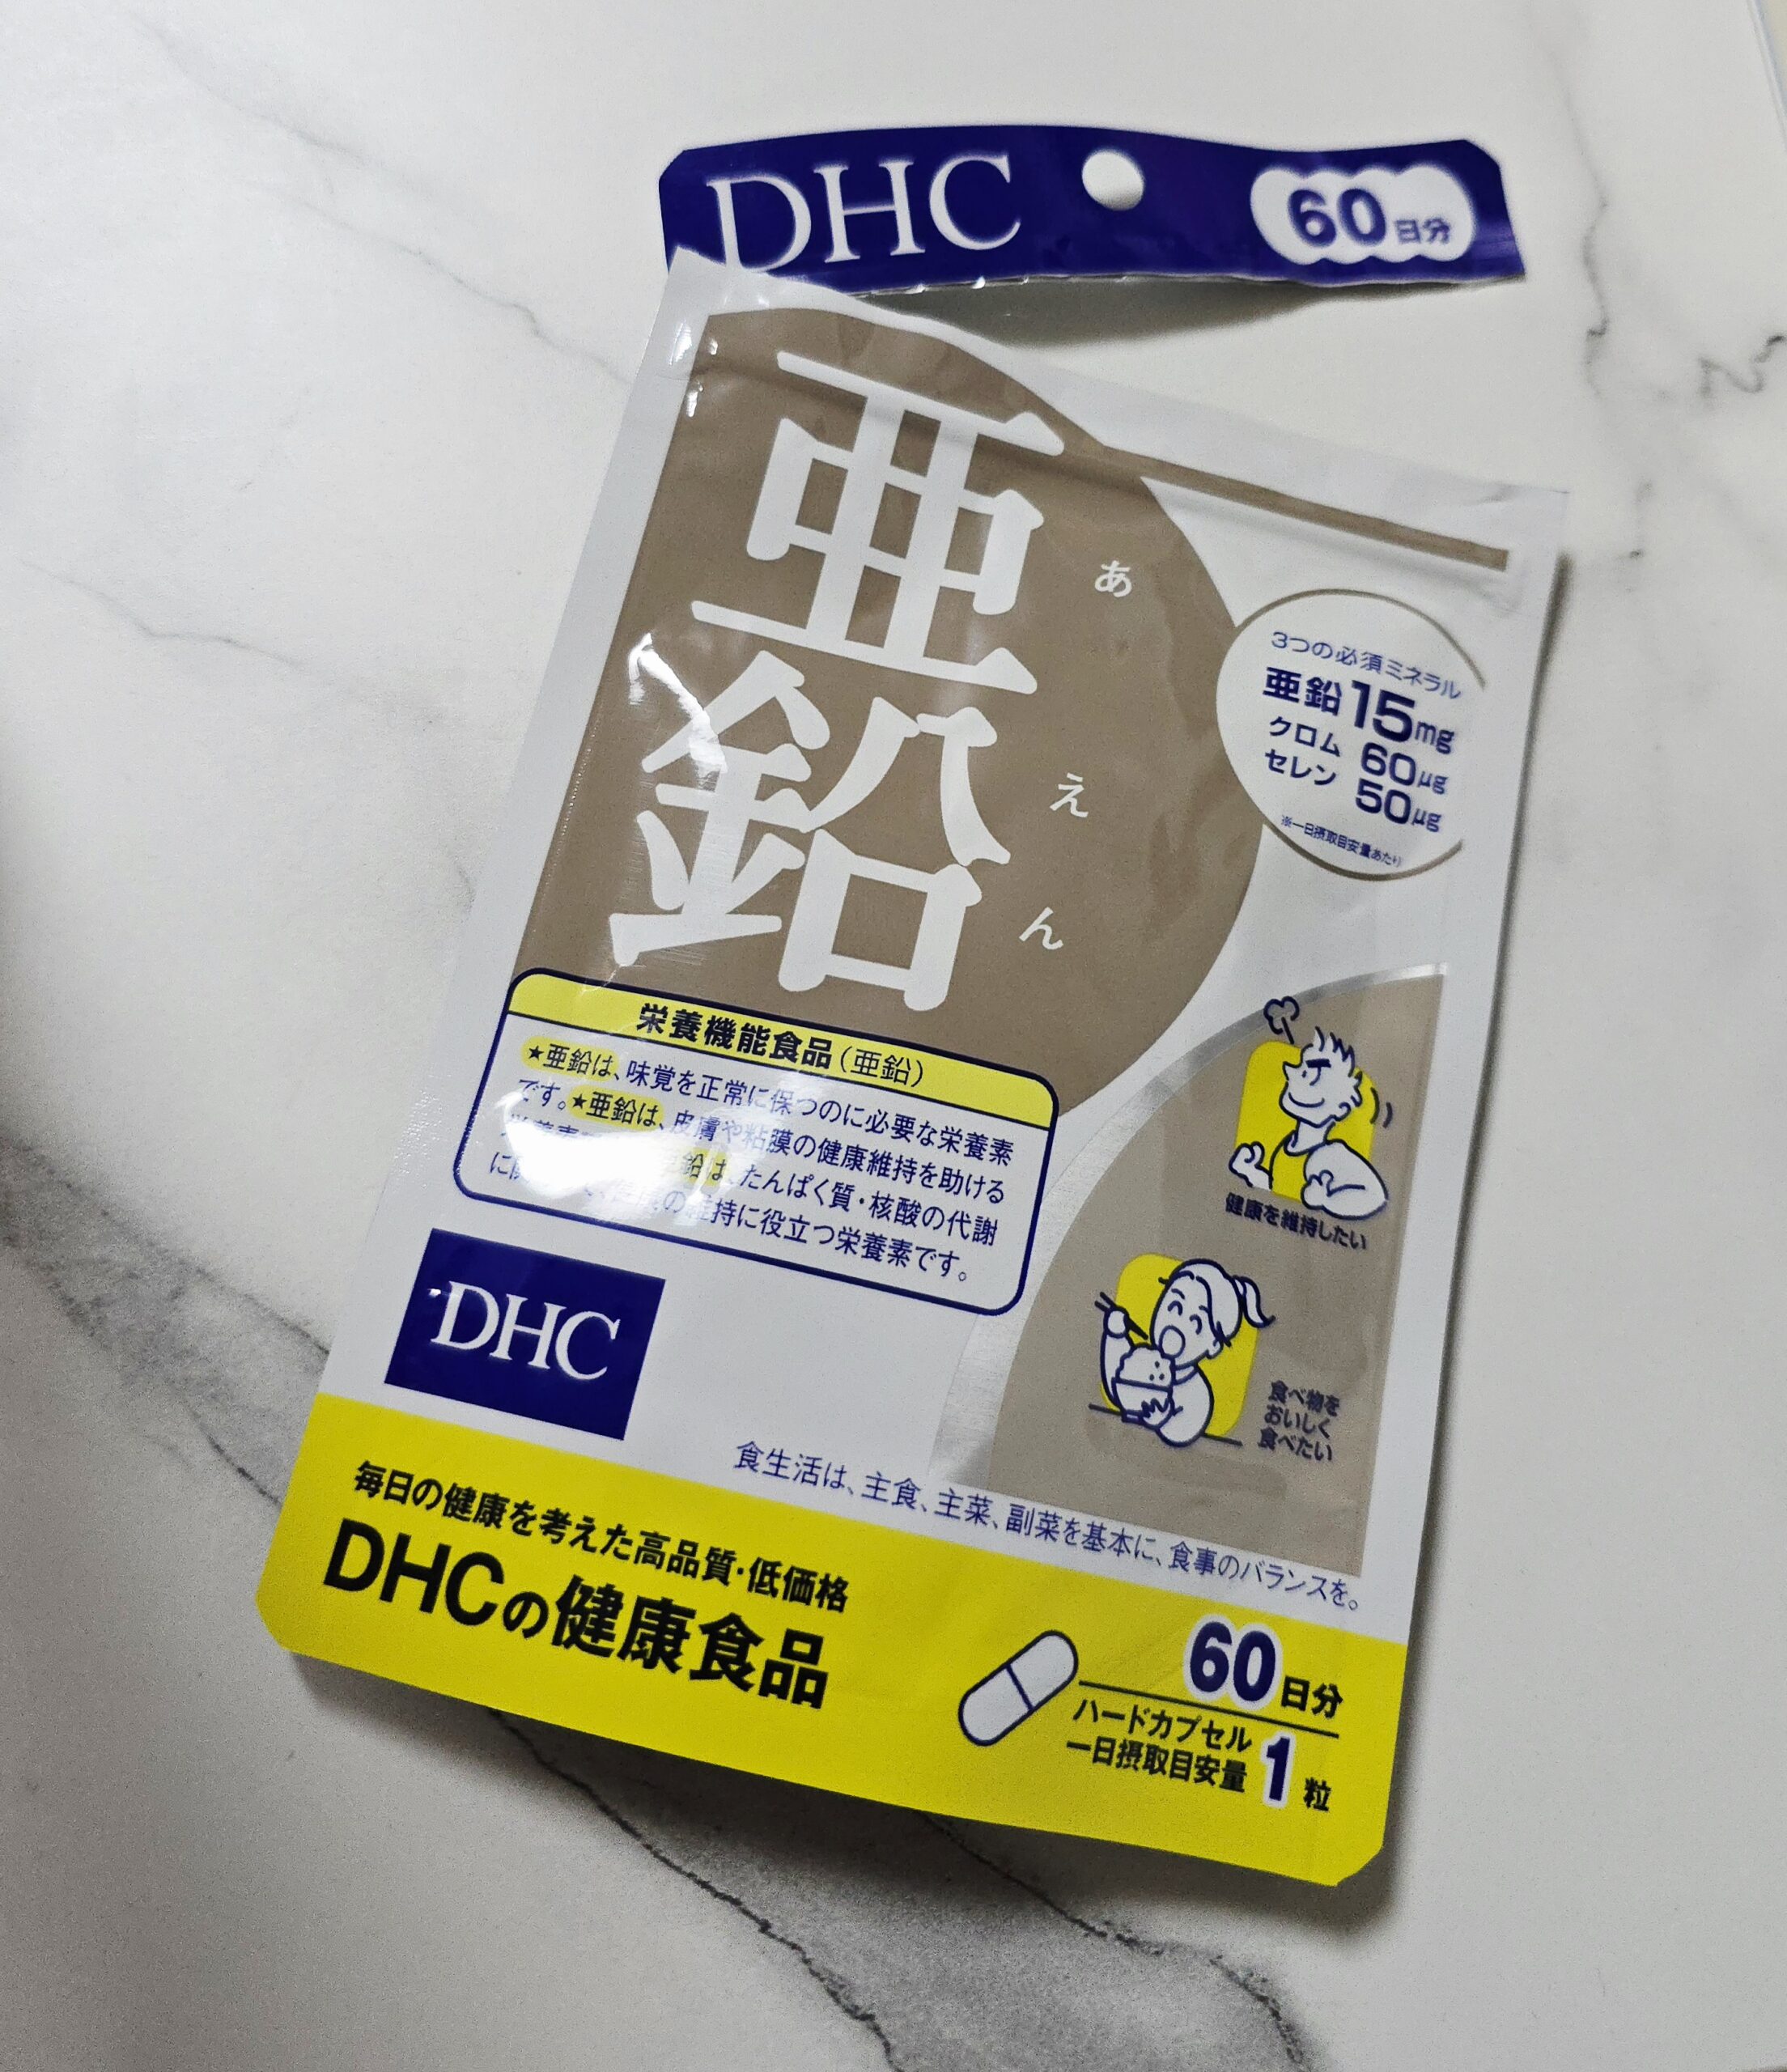 DHC
60日分
亜鉛
あえん
3つの必須ミネラル
亜鉛 15mg
クロム 60μg
セレン 50μg
※一日摂取目安量あたり
栄養機能食品（亜鉛）
★亜鉛は、味覚を正常に保つのに必要な栄養素
です。★亜鉛は、皮膚や粘膜の健康維持を助ける
亜鉛は、たんぱく質・核酸の代謝
の維持に役立つ栄養素です。
健康を維持したい
食べ物を
おいしく
食べたい
DHC
食生活は、主食、主菜、副菜を基本に、食事のバランスを。
毎日の健康を考えた高品質・低価格
DHCの健康食品
60日分
ハードカプセル
一日摂取目安量 1粒